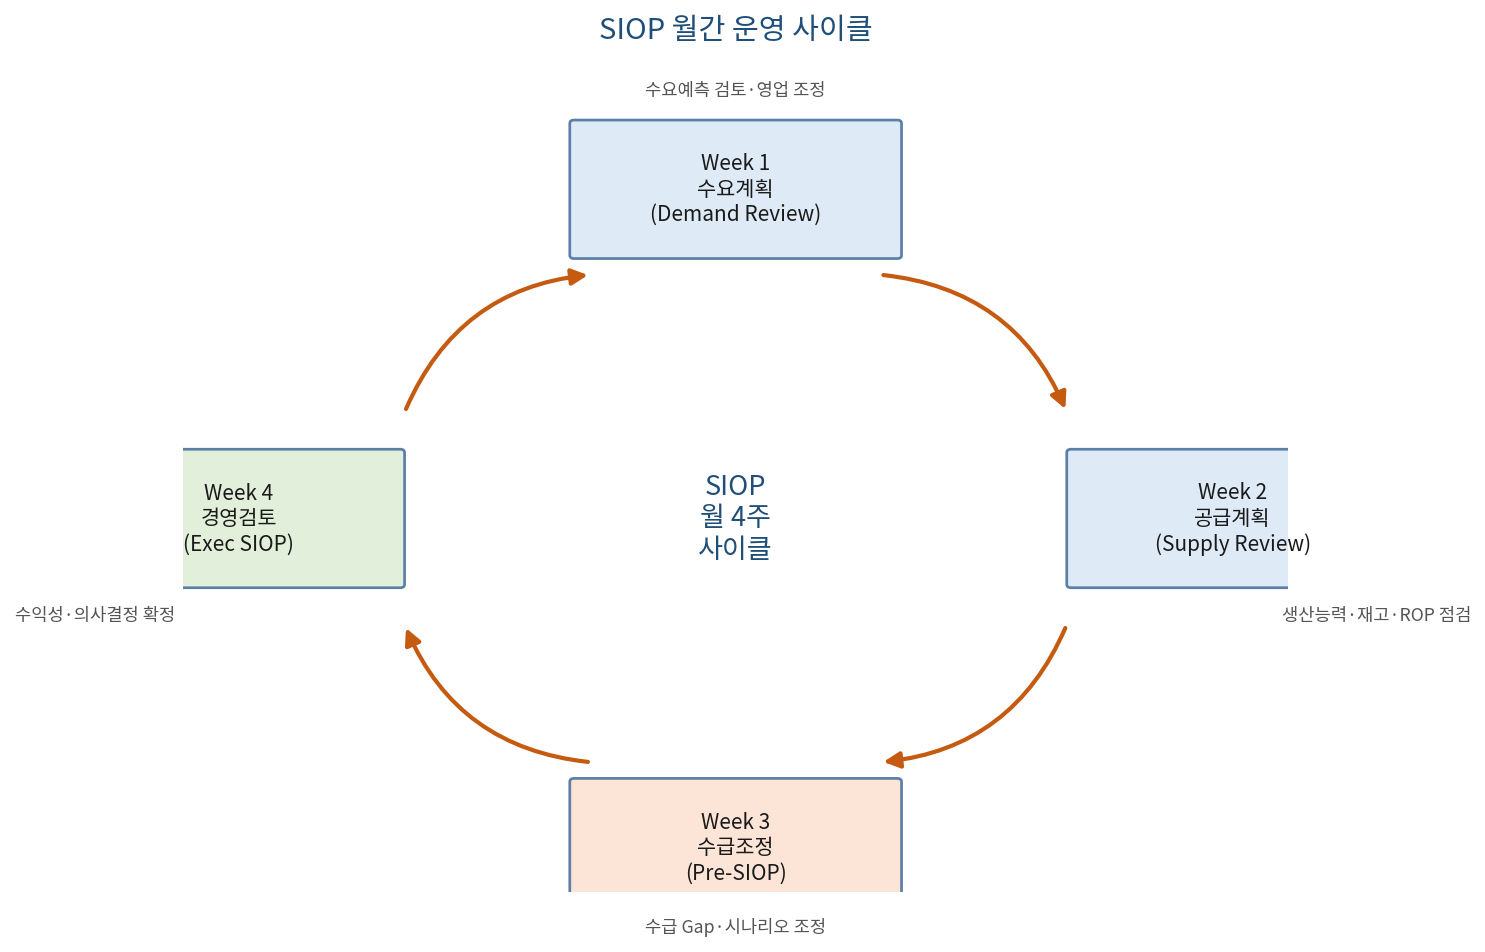 SIOP 월간 운영 사이클
수요예측 검토·영업 조정
Week 1
수요계획
(Demand Review)
Week 4
경영검토
(Exec SIOP)
수익성·의사결정 확정
SIOP
월 4주
사이클
Week 2
공급계획
(Supply Review)
생산능력·재고·ROP 점검
Week 3
수급조정
(Pre-SIOP)
수급 Gap·시나리오 조정